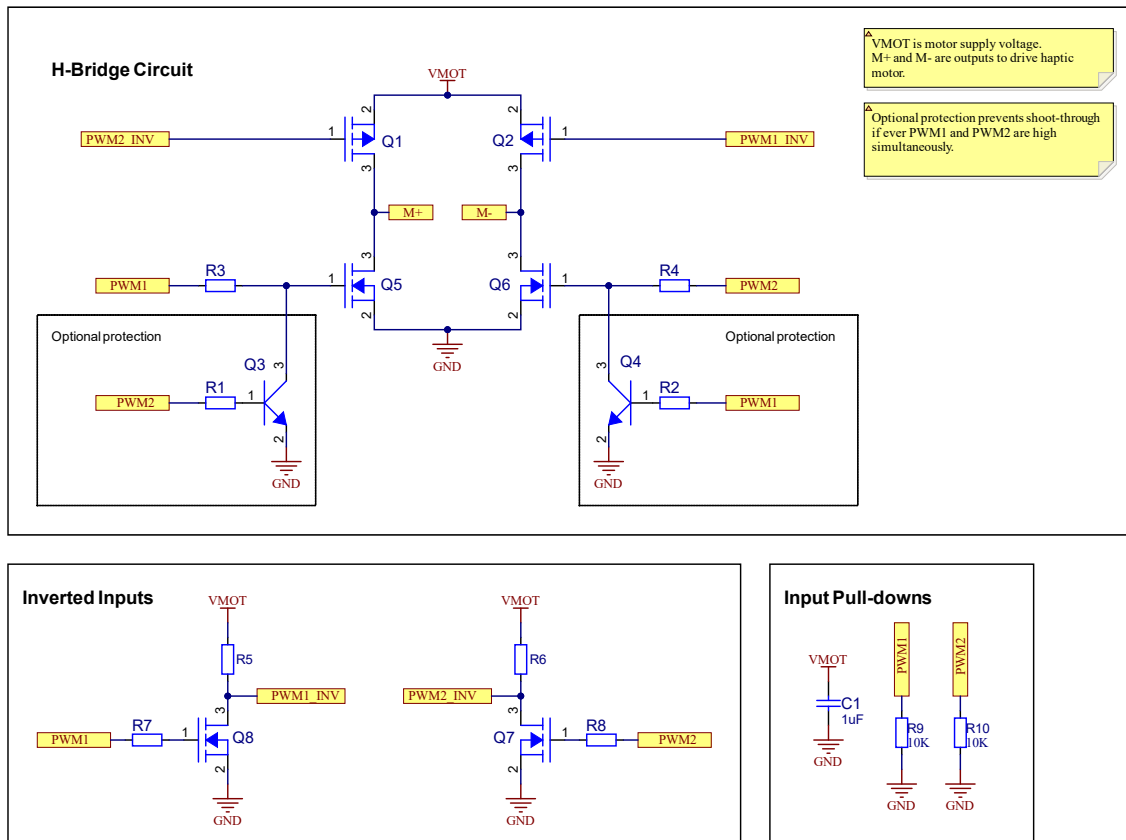 H-Bridge Circuit
VMOT
VMOT is motor supply voltage.
M+ and M- are outputs to drive haptic
motor.
Optional protection prevents shoot-through
if ever PWM1 and PWM2 are high
simultaneously.
PWM2_INV
1
2
Q1
3
2
Q2
3
1
PWM1_INV
M+
M-
PWM1
R3
1
3
Q5
2
3
Q6
2
1
R4
PWM2
GND
Optional protection
PWM2
R1
1
Q3
3
2
GND
Optional protection
Q4
3
2
1
R2
PWM1
GND
Inverted Inputs
VMOT
R5
PWM1_INV
PWM1
R7
1
3
Q8
2
GND
VMOT
R6
PWM2_INV
3
Q7
2
1
R8
PWM2
GND
Input Pull-downs
VMOT
C1
1uF
GND
PWM1
R9
10K
GND
PWM2
R10
10K
GND